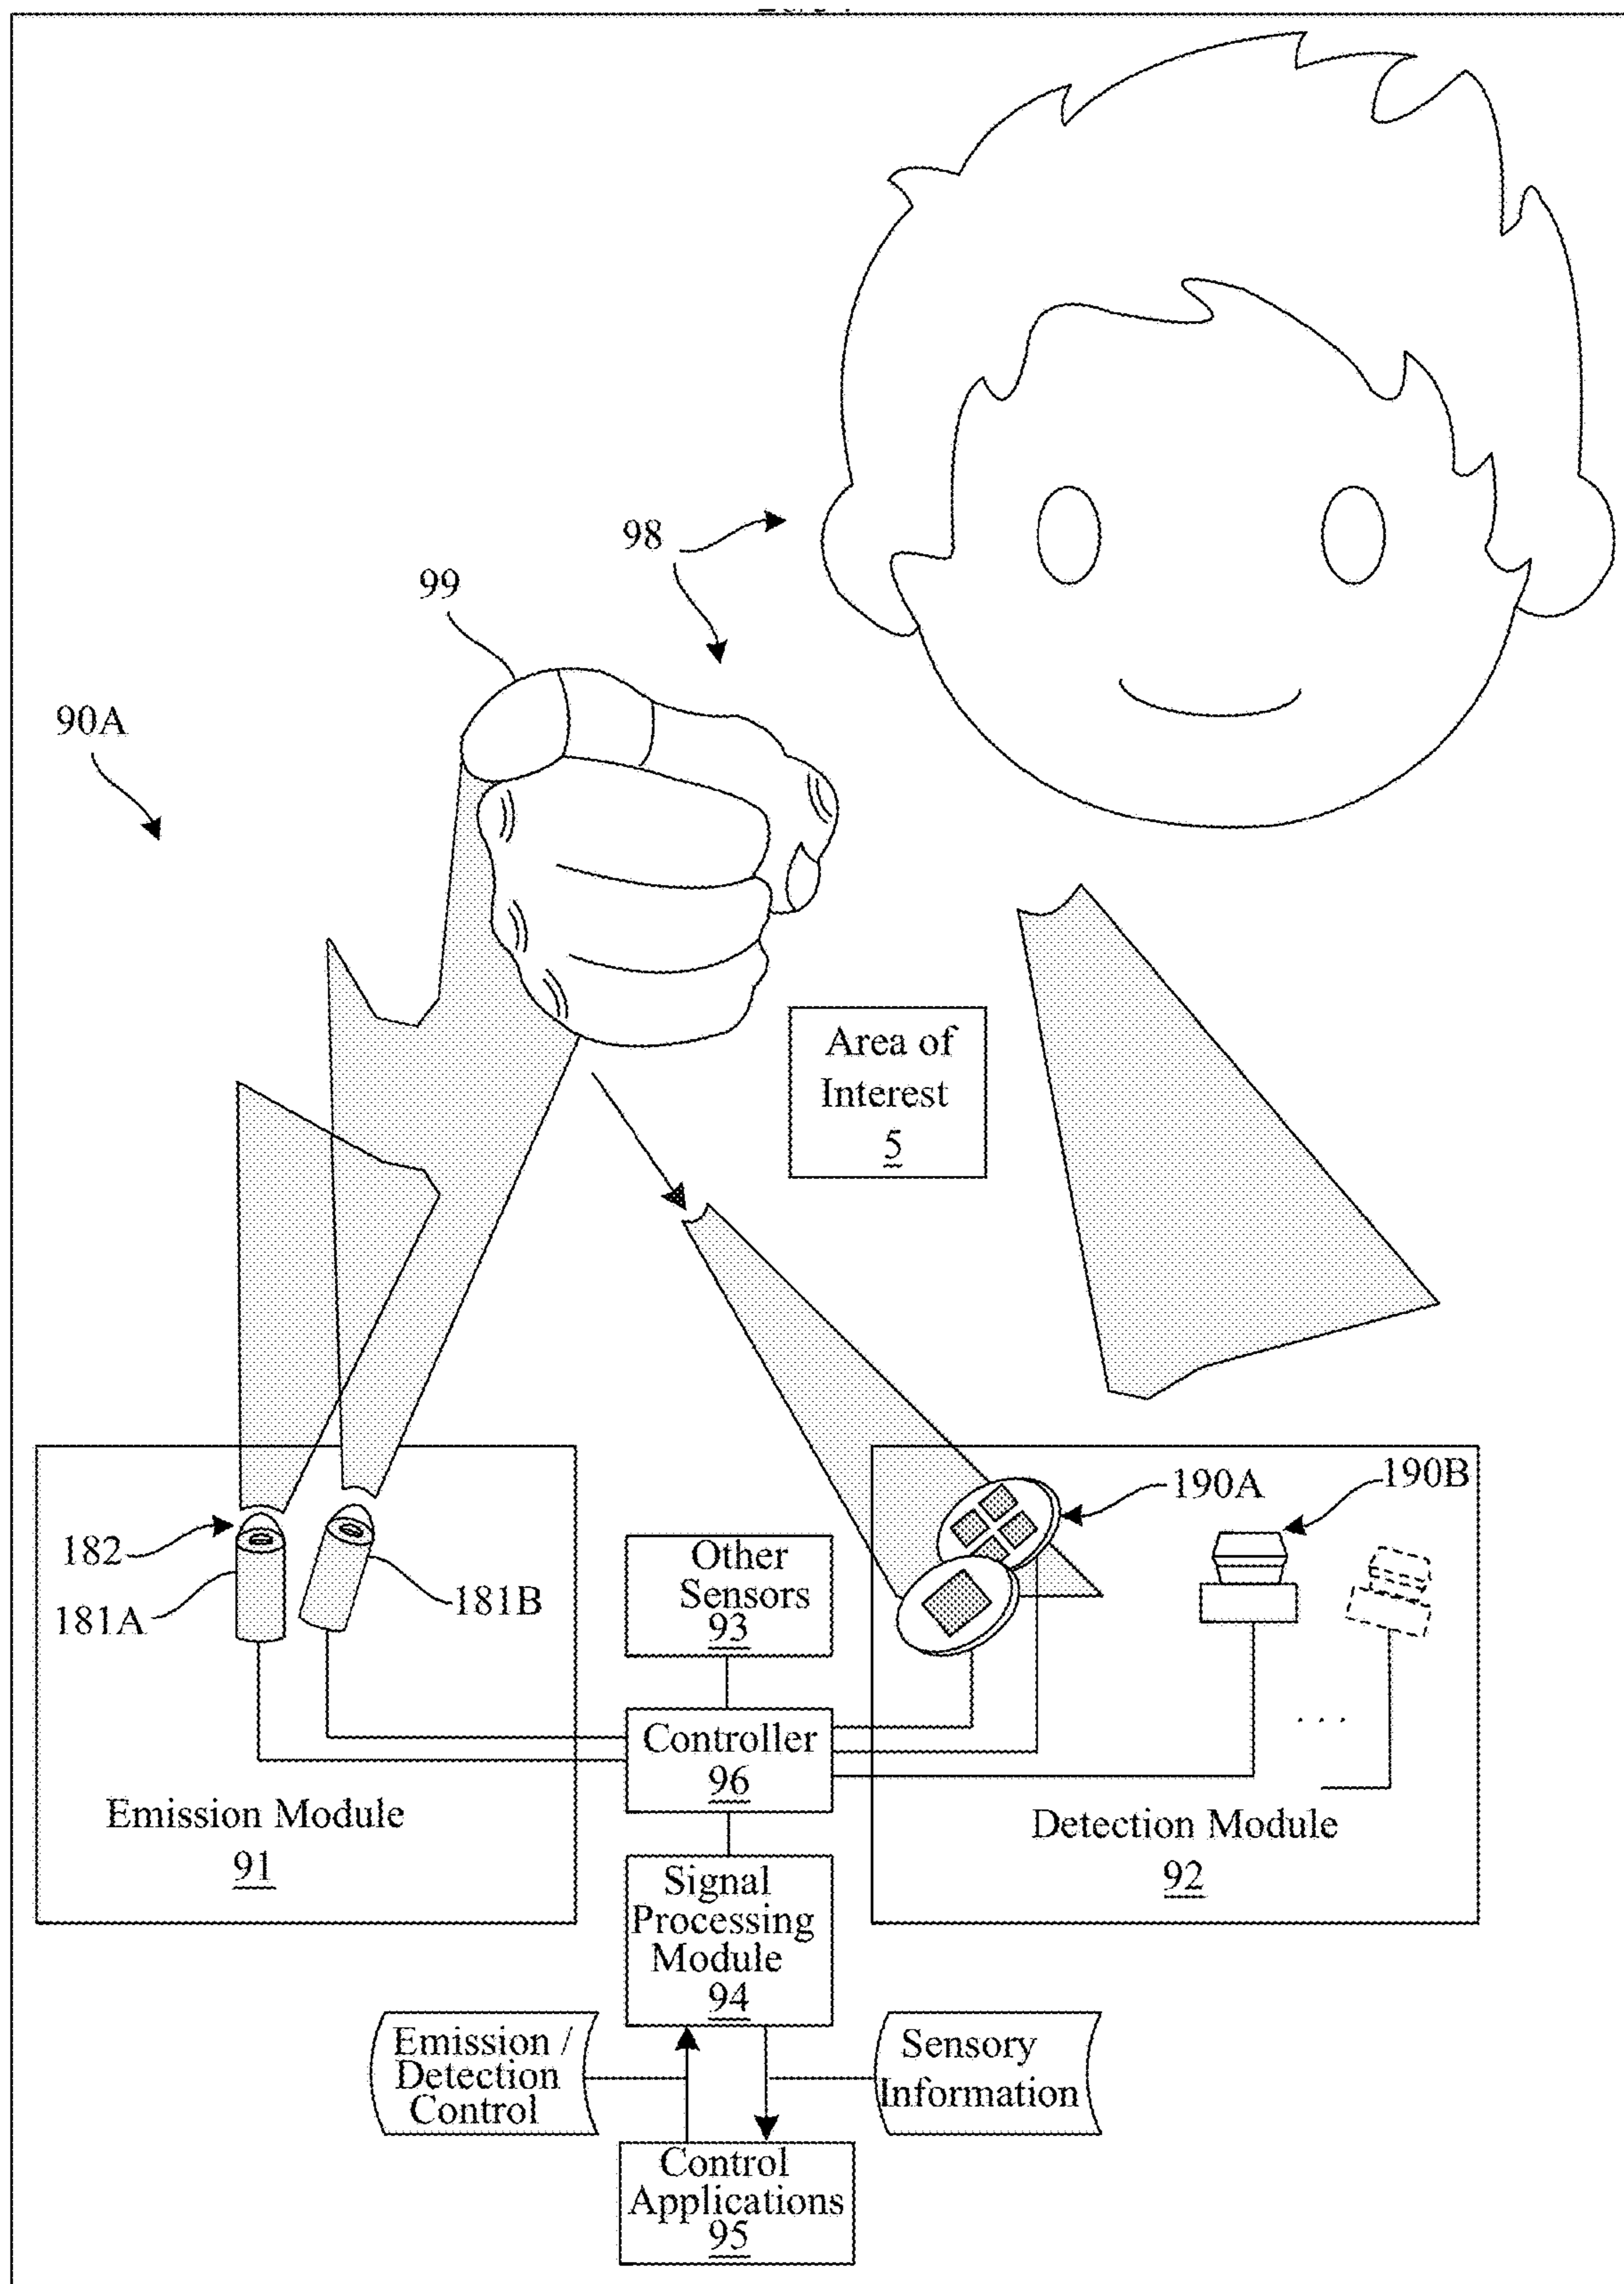 98
99
90A
Area of
Interest
5
190A
190B
182
181A
181B
Other
Sensors
93
Controller
96
Emission Module
91
Detection Module
92
. . .
Signal
Processing
Module
94
Emission /
Detection
Control
Sensory
Information
Control
Applications
95